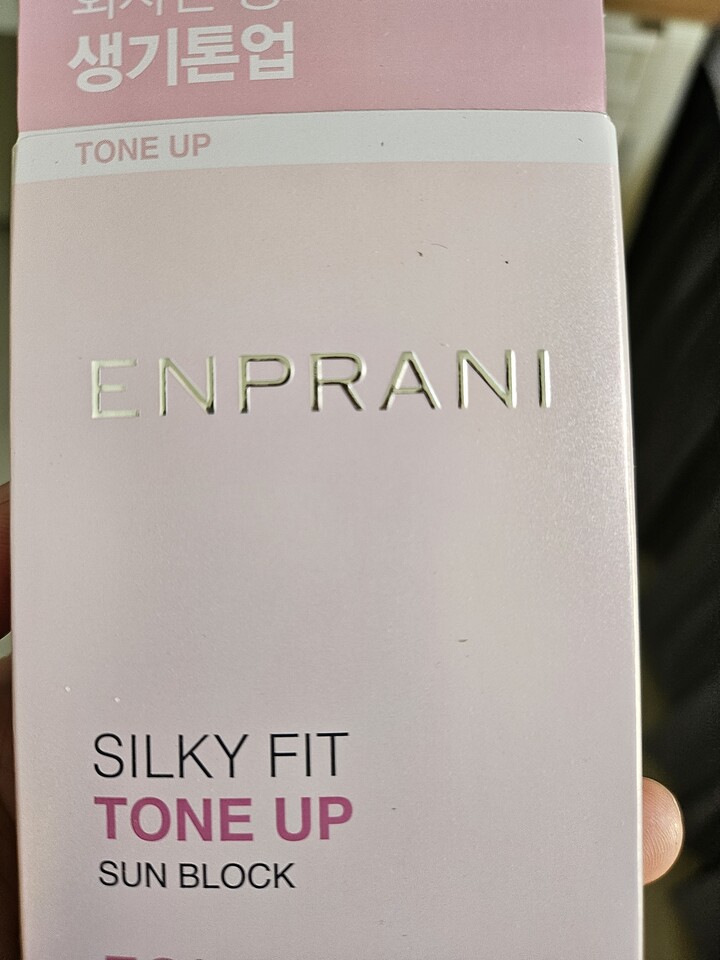 생기톤업
TONE UP
ENPRANI
SILKY FIT
TONE UP
SUN BLOCK